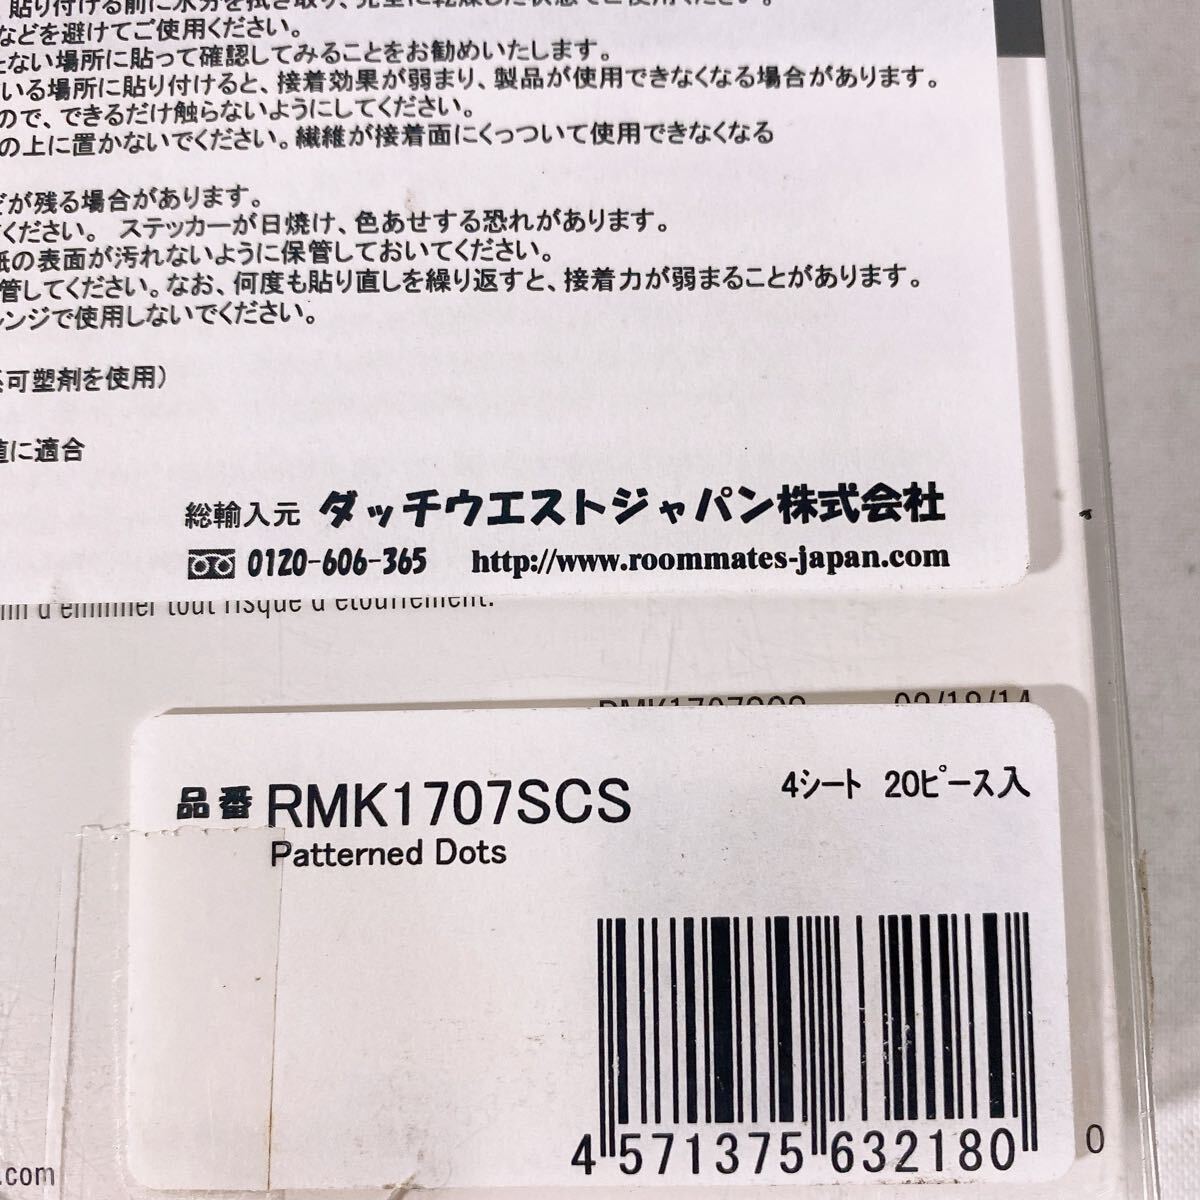 貼り付ける前に水分を拭き取り、完全に乾燥した状態でご使用ください。
などを避けてご使用ください。
ない場所に貼って確認してみることをお勧めいたします。
いる場所に貼り付けると、接着効果が弱まり、製品が使用できなくなる場合があります。
ので、できるだけ触らないようにしてください。
の上に置かないでください。繊維が接着面にくっついて使用できなくなる
が残る場合があります。
ください。 ステッカーが日焼け、色あせする恐れがあります。
紙の表面が汚れないように保管しておいてください。
管してください。なお、何度も貼り直しを繰り返すと、接着力が弱まることがあります。
レンジで使用しないでください。
可塑剤を使用)
値に適合
総輸入元 ダッチウエストジャパン株式会社
0120-606-365 http://www.roommates-japan.com
d'éliminer tout risque d'étouffement.
RMK1707SCS 03/18/14
品番 RMK1707SCS 4シート 20ピース入
Patterned Dots
4 571375 632180 0
.com